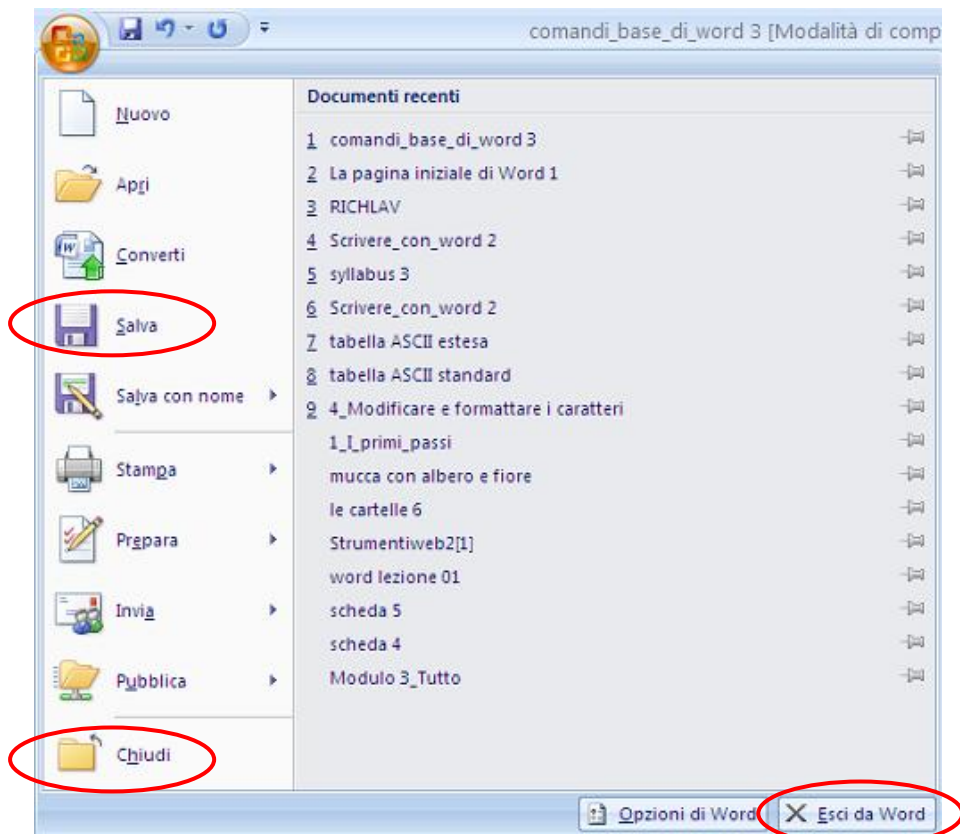 comandi_base_di_word 3 [Modalità di comp
Nuovo
Apri
Converti
Salva
Salva con nome
Stampa
Prepara
Invia
Pubblica
Chiudi
Documenti recenti
1 comandi_base_di_word 3
2 La pagina iniziale di Word 1
3 RICHLAV
4 Scrivere_con_word 2
5 syllabus 3
6 Scrivere_con_word 2
7 tabella ASCII estesa
8 tabella ASCII standard
9 4_Modificare e formattare i caratteri
1_I_primi_passi
mucca con albero e fiore
le cartelle 6
Strumentiweb2[1]
word lezione 01
scheda 5
scheda 4
Modulo 3_Tutto
Opzioni di Word
Esci da Word